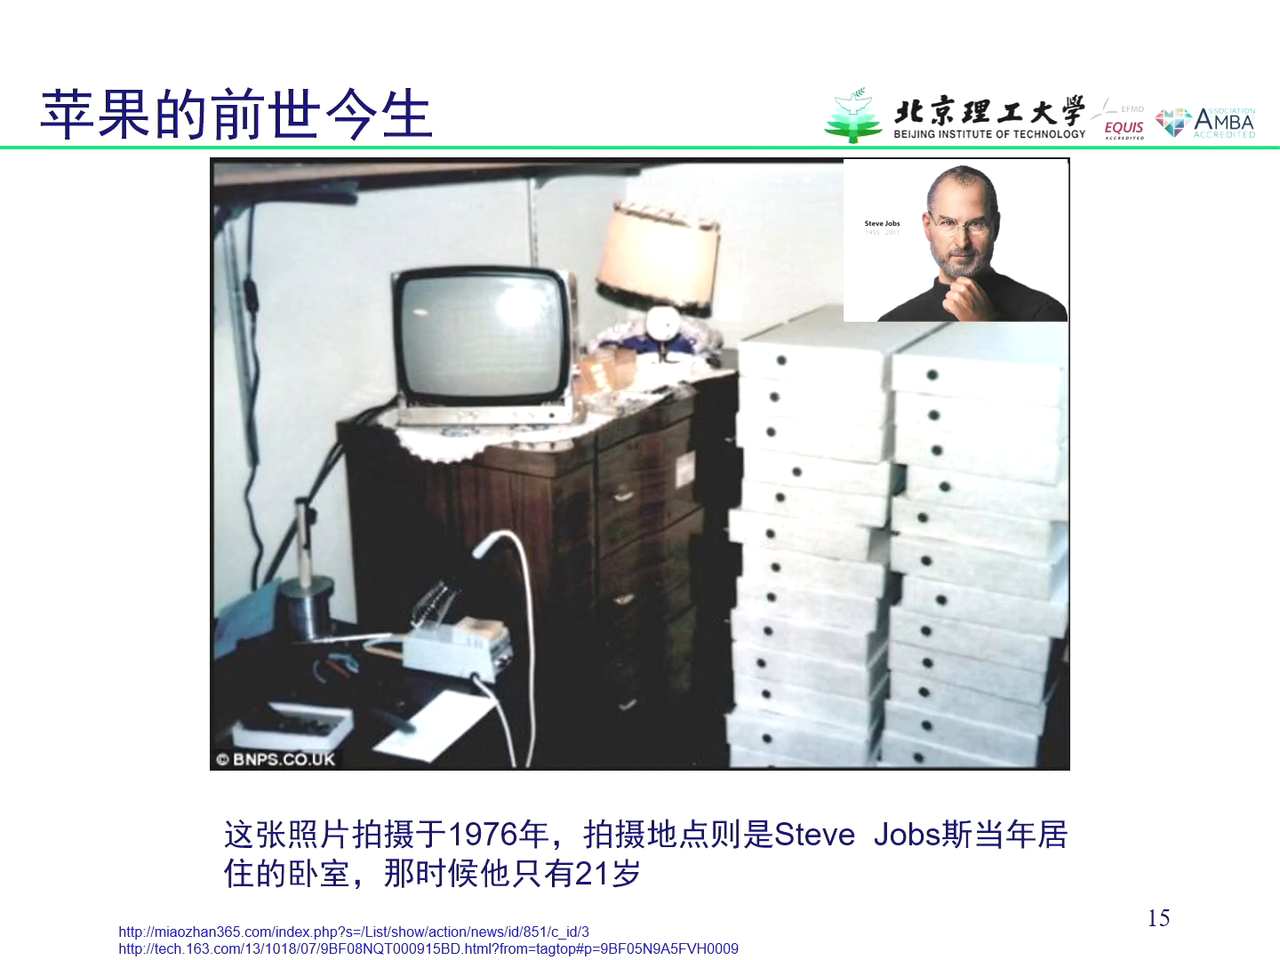 苹果的前世今生
北京理工大学
BEIJING INSTITUTE OF TECHNOLOGY
EFMD
EQUIS
ACCREDITED
ASSOCIATION
AMBA
ACCREDITED
Steve Jobs
1955 - 2011
© BNPS.CO.UK
这张照片拍摄于1976年，拍摄地点则是Steve Jobs斯当年居
住的卧室，那时候他只有21岁
15
http://miaozhan365.com/index.php?s=/List/show/action/news/id/851/c_id/3
http://tech.163.com/13/1018/07/9BF08NQT000915BD.html?from=tagtop#p=9BF05N9A5FVH0009